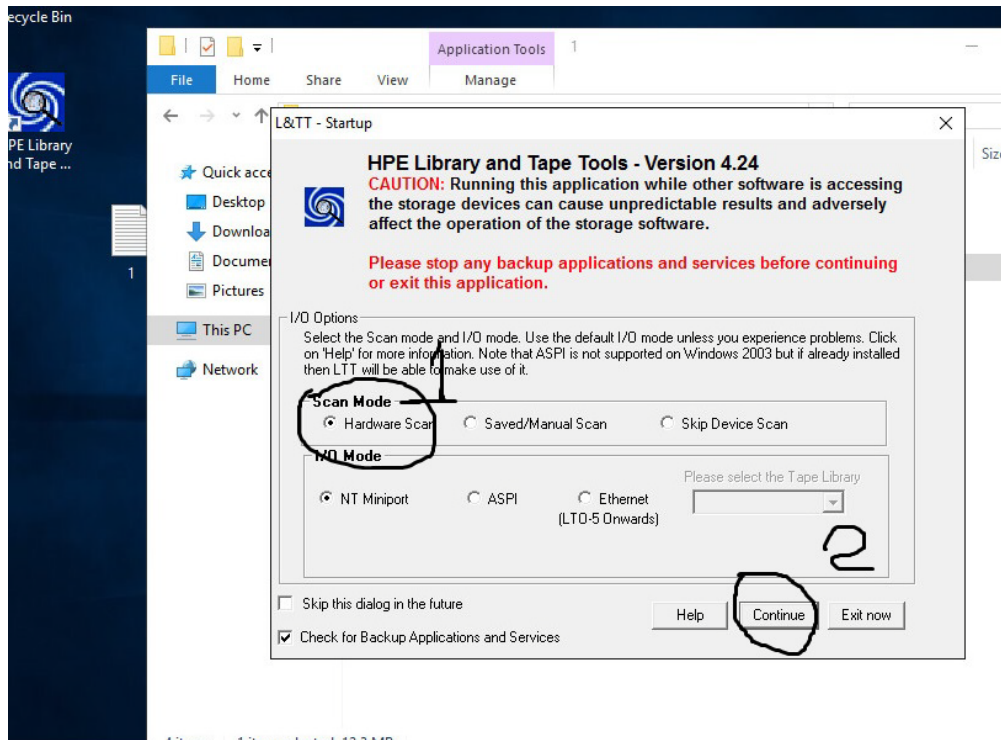 ecycle Bin
Application Tools
1
File
Home
Share
View
Manage
PE Library
nd Tape ...
1
Quick acce
Desktop
Downloa
Documen
Pictures
This PC
Network
Size
L&TT - Startup
HPE Library and Tape Tools - Version 4.24
CAUTION: Running this application while other software is accessing
the storage devices can cause unpredictable results and adversely
affect the operation of the storage software.
Please stop any backup applications and services before continuing
or exit this application.
I/O Options
Select the Scan mode and I/O mode. Use the default I/O mode unless you experience problems. Click
on 'Help' for more information. Note that ASPI is not supported on Windows 2003 but if already installed
then LTT will be able to make use of it.
1
Scan Mode
Hardware Scan
Saved/Manual Scan
Skip Device Scan
I/O Mode
Please select the Tape Library
NT Miniport
ASPI
Ethernet
(LTO-5 Onwards)
2
Skip this dialog in the future
Check for Backup Applications and Services
Help
Continue
Exit now